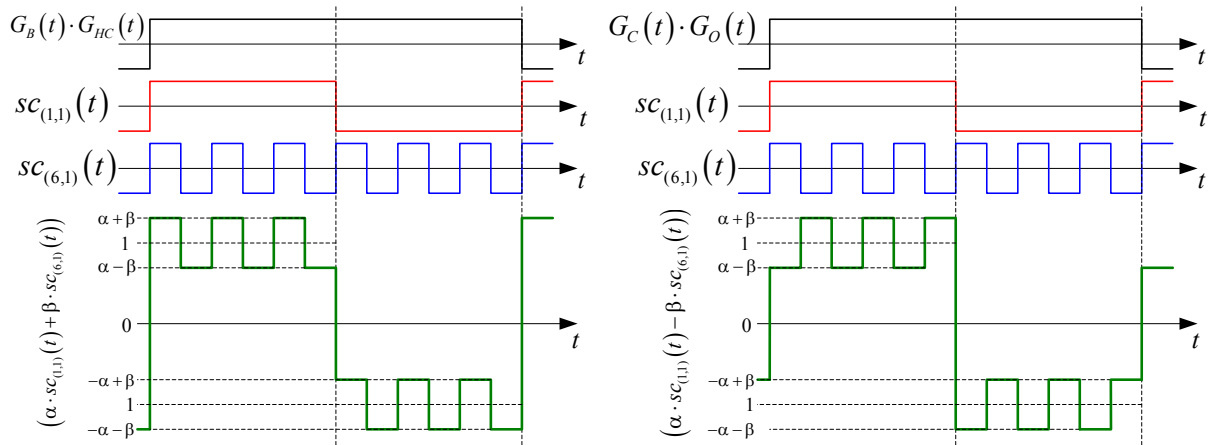 G_B(t)·G_HC(t)
t
sc_(1,1)(t)
t
sc_(6,1)(t)
t
(α·sc_(1,1)(t)+β·sc_(6,1)(t))
α+β
1
α−β
0
t
−α+β
1
−α−β
G_C(t)·G_O(t)
t
sc_(1,1)(t)
t
sc_(6,1)(t)
t
(α·sc_(1,1)(t)−β·sc_(6,1)(t))
α+β
1
α−β
0
t
−α+β
1
−α−β